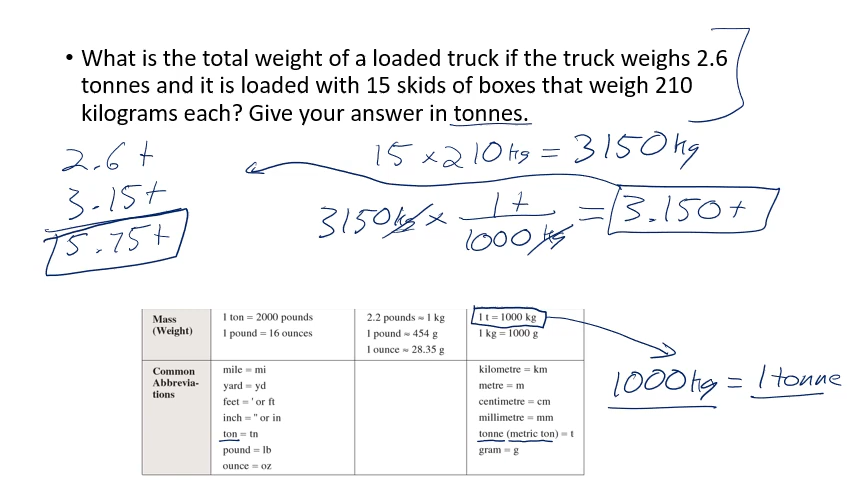 • What is the total weight of a loaded truck if the truck weighs 2.6
tonnes and it is loaded with 15 skids of boxes that weigh 210
kilograms each? Give your answer in tonnes.
15 × 210 kg = 3150 kg
3150 kg × 1 t / 1000 kg = 3.150 t
2.6 t
3.15 t
5.75 t
Mass (Weight)
1 ton = 2000 pounds
1 pound = 16 ounces
2.2 pounds ≈ 1 kg
1 pound ≈ 454 g
1 ounce ≈ 28.35 g
1 t = 1000 kg
1 kg = 1000 g
1000 kg = 1 tonne
Common
Abbrevia-
tions
mile = mi
yard = yd
feet = ' or ft
inch = " or in
ton = tn
pound = lb
ounce = oz
kilometre = km
metre = m
centimetre = cm
millimetre = mm
tonne (metric ton) = t
gram = g